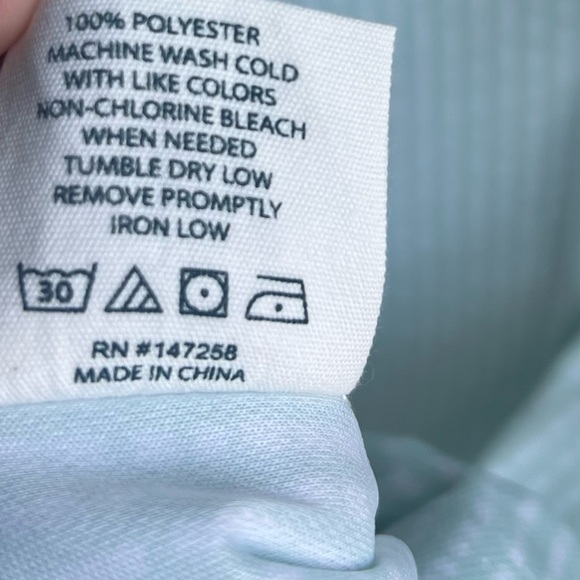 100% POLYESTER
MACHINE WASH COLD
WITH LIKE COLORS
NON-CHLORINE BLEACH
WHEN NEEDED
TUMBLE DRY LOW
REMOVE PROMPTLY
IRON LOW
30
RN #147258
MADE IN CHINA